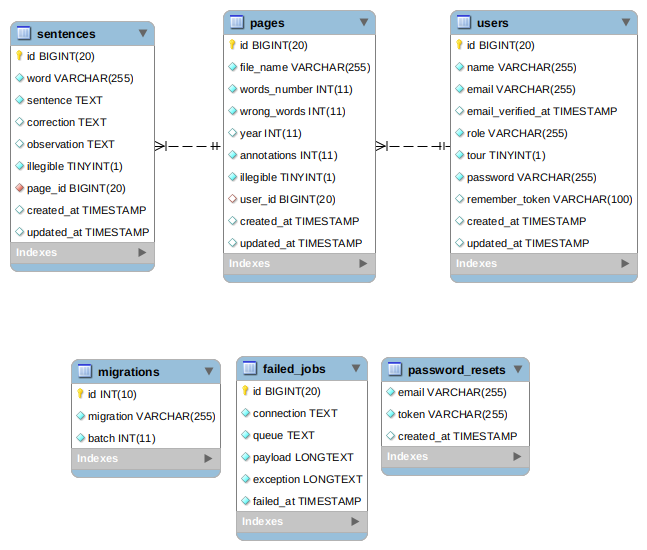 sentences
id BIGINT(20)
word VARCHAR(255)
sentence TEXT
correction TEXT
observation TEXT
illegible TINYINT(1)
page_id BIGINT(20)
created_at TIMESTAMP
updated_at TIMESTAMP
Indexes
pages
id BIGINT(20)
file_name VARCHAR(255)
words_number INT(11)
wrong_words INT(11)
year INT(11)
annotations INT(11)
illegible TINYINT(1)
user_id BIGINT(20)
created_at TIMESTAMP
updated_at TIMESTAMP
Indexes
users
id BIGINT(20)
name VARCHAR(255)
email VARCHAR(255)
email_verified_at TIMESTAMP
role VARCHAR(255)
tour TINYINT(1)
password VARCHAR(255)
remember_token VARCHAR(100)
created_at TIMESTAMP
updated_at TIMESTAMP
Indexes
migrations
id INT(10)
migration VARCHAR(255)
batch INT(11)
Indexes
failed_jobs
id BIGINT(20)
connection TEXT
queue TEXT
payload LONGTEXT
exception LONGTEXT
failed_at TIMESTAMP
Indexes
password_resets
email VARCHAR(255)
token VARCHAR(255)
created_at TIMESTAMP
Indexes